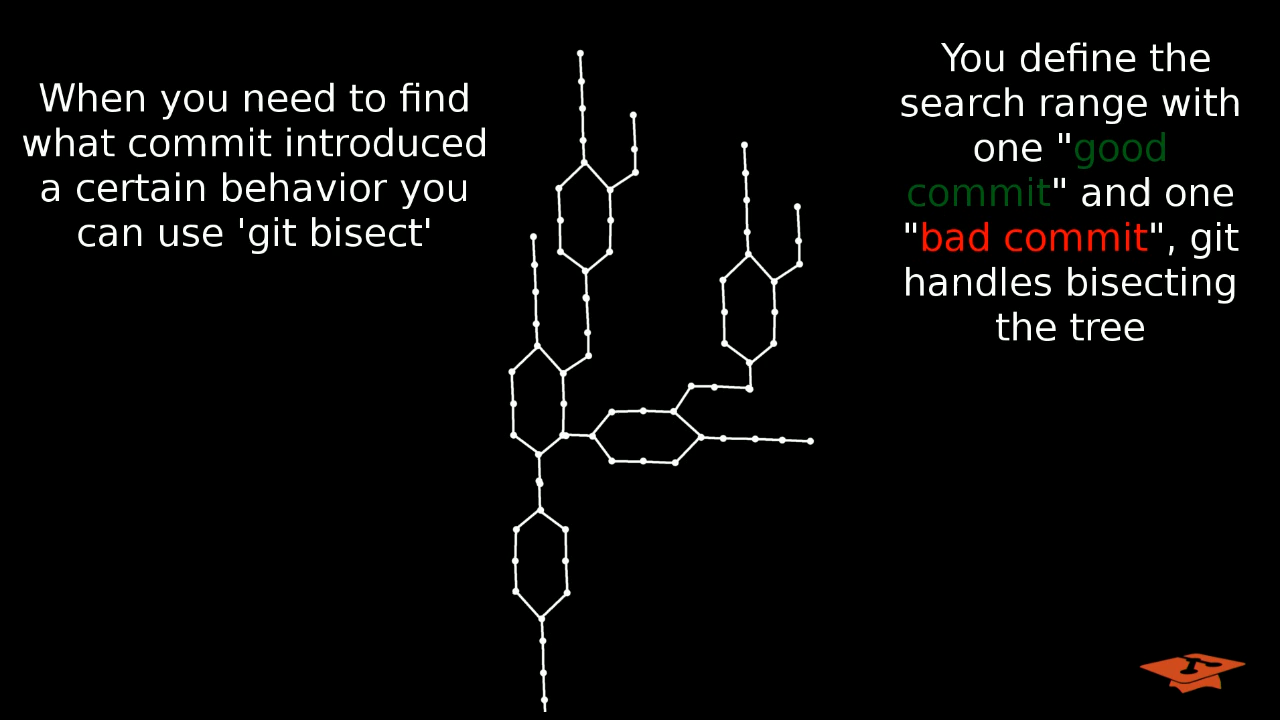 When you need to find
what commit introduced
a certain behavior you
can use 'git bisect'
You define the
search range with
one "good
commit" and one
"bad commit", git
handles bisecting
the tree